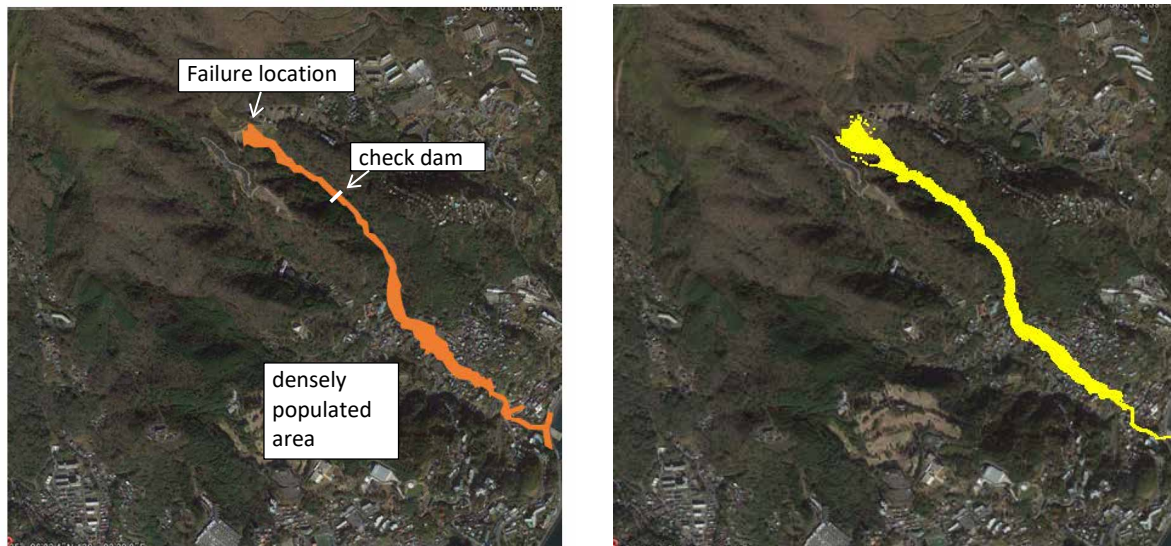 Failure location
check dam
densely
populated
area